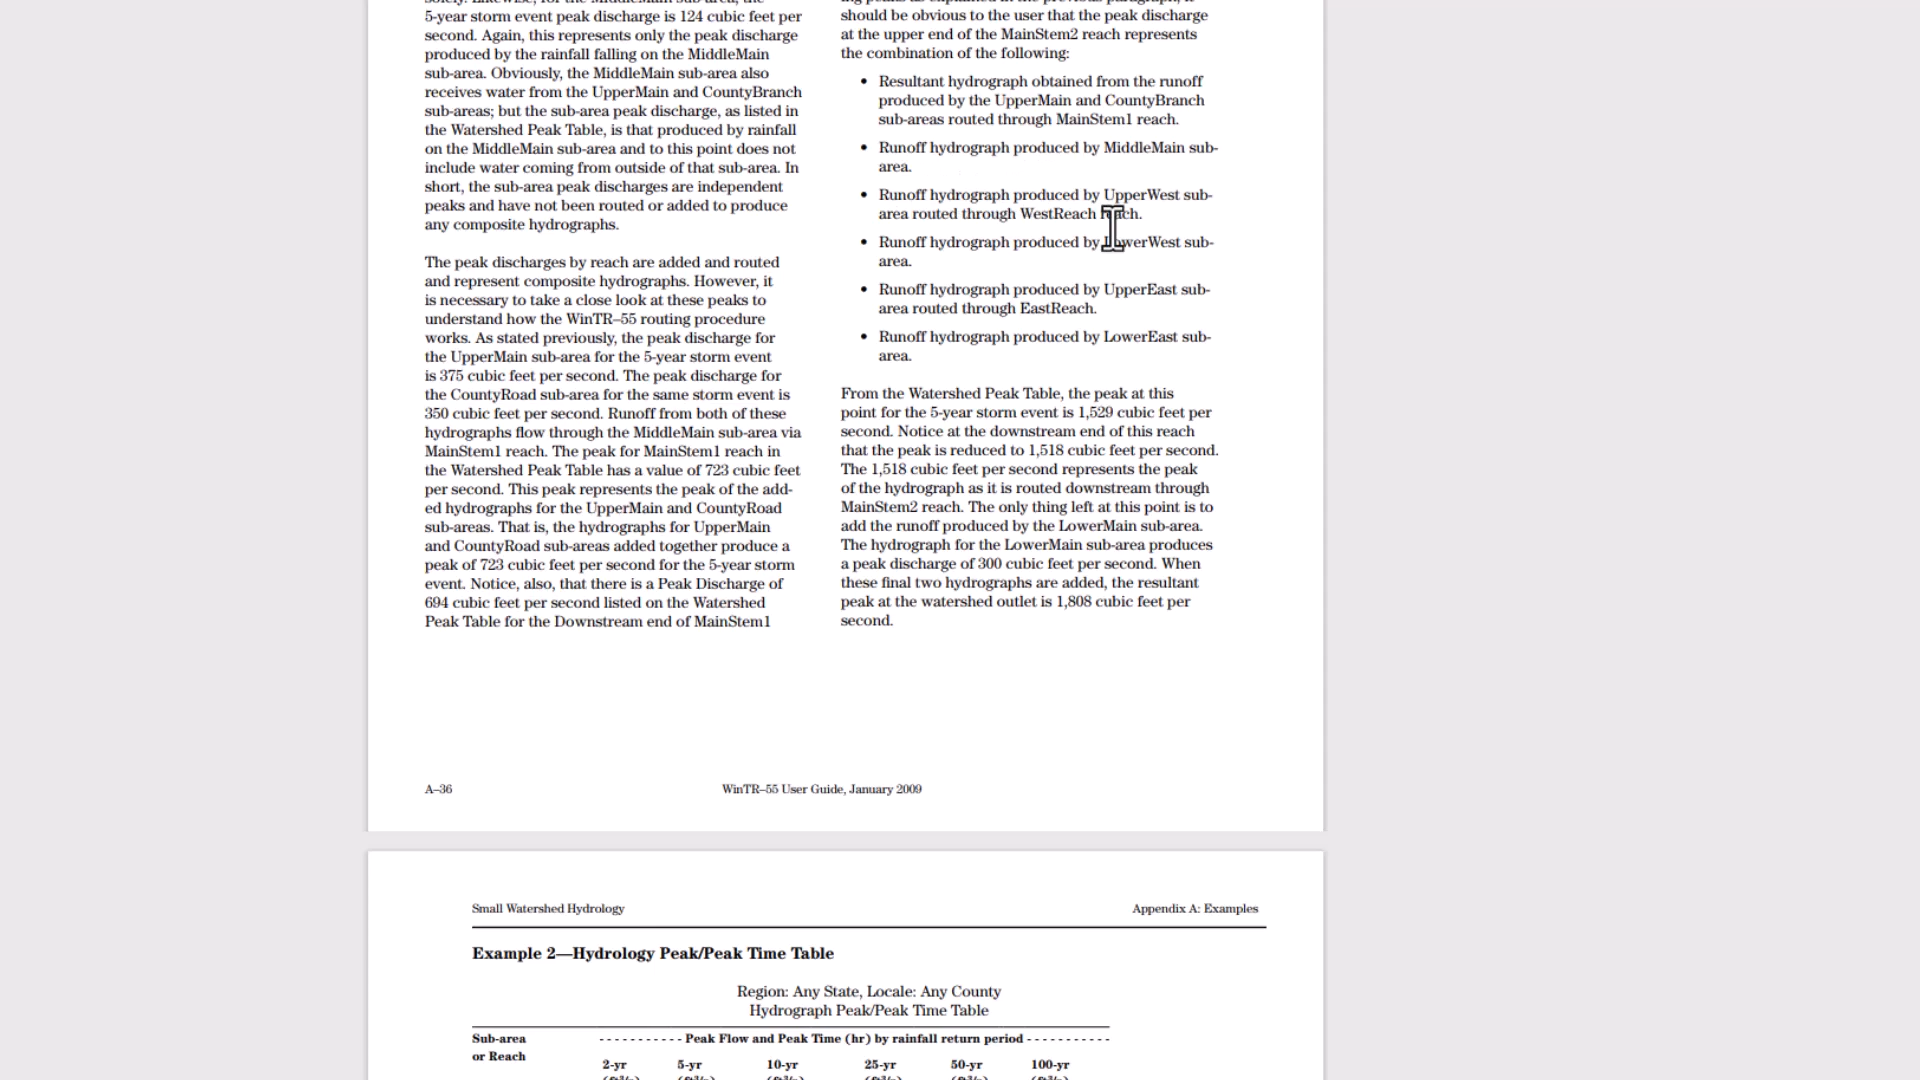 5-year storm event peak discharge is 124 cubic feet per
second. Again, this represents only the peak discharge
produced by the rainfall falling on the MiddleMain
sub-area. Obviously, the MiddleMain sub-area also
receives water from the UpperMain and CountyBranch
sub-areas; but the sub-area peak discharge, as listed in
the Watershed Peak Table, is that produced by rainfall
on the MiddleMain sub-area and to this point does not
include water coming from outside of that sub-area. In
short, the sub-area peak discharges are independent
peaks and have not been routed or added to produce
any composite hydrographs.
The peak discharges by reach are added and routed
and represent composite hydrographs. However, it
is necessary to take a close look at these peaks to
understand how the WinTR–55 routing procedure
works. As stated previously, the peak discharge for
the UpperMain sub-area for the 5-year storm event
is 375 cubic feet per second. The peak discharge for
the CountyRoad sub-area for the same storm event is
350 cubic feet per second. Runoff from both of these
hydrographs flow through the MiddleMain sub-area via
MainStem1 reach. The peak for MainStem1 reach in
the Watershed Peak Table has a value of 723 cubic feet
per second. This peak represents the peak of the add-
ed hydrographs for the UpperMain and CountyRoad
sub-areas. That is, the hydrographs for UpperMain
and CountyRoad sub-areas added together produce a
peak of 723 cubic feet per second for the 5-year storm
event. Notice, also, that there is a Peak Discharge of
694 cubic feet per second listed on the Watershed
Peak Table for the Downstream end of MainStem1
should be obvious to the user that the peak discharge
at the upper end of the MainStem2 reach represents
the combination of the following:
• Resultant hydrograph obtained from the runoff
produced by the UpperMain and CountyBranch
sub-areas routed through MainStem1 reach.
• Runoff hydrograph produced by MiddleMain sub-
area.
• Runoff hydrograph produced by UpperWest sub-
area routed through WestReach reach.
• Runoff hydrograph produced by LowerWest sub-
area.
• Runoff hydrograph produced by UpperEast sub-
area routed through EastReach.
• Runoff hydrograph produced by LowerEast sub-
area.
From the Watershed Peak Table, the peak at this
point for the 5-year storm event is 1,529 cubic feet per
second. Notice at the downstream end of this reach
that the peak is reduced to 1,518 cubic feet per second.
The 1,518 cubic feet per second represents the peak
of the hydrograph as it is routed downstream through
MainStem2 reach. The only thing left at this point is to
add the runoff produced by the LowerMain sub-area.
The hydrograph for the LowerMain sub-area produces
a peak discharge of 300 cubic feet per second. When
these final two hydrographs are added, the resultant
peak at the watershed outlet is 1,808 cubic feet per
second.
A–36 WinTR–55 User Guide, January 2009
Small Watershed Hydrology Appendix A: Examples
Example 2—Hydrology Peak/Peak Time Table
Region: Any State, Locale: Any County
Hydrograph Peak/Peak Time Table
Sub-area - - - - - - - - - - - Peak Flow and Peak Time (hr) by rainfall return period - - - - - - - - - - -
or Reach
2-yr 5-yr 10-yr 25-yr 50-yr 100-yr